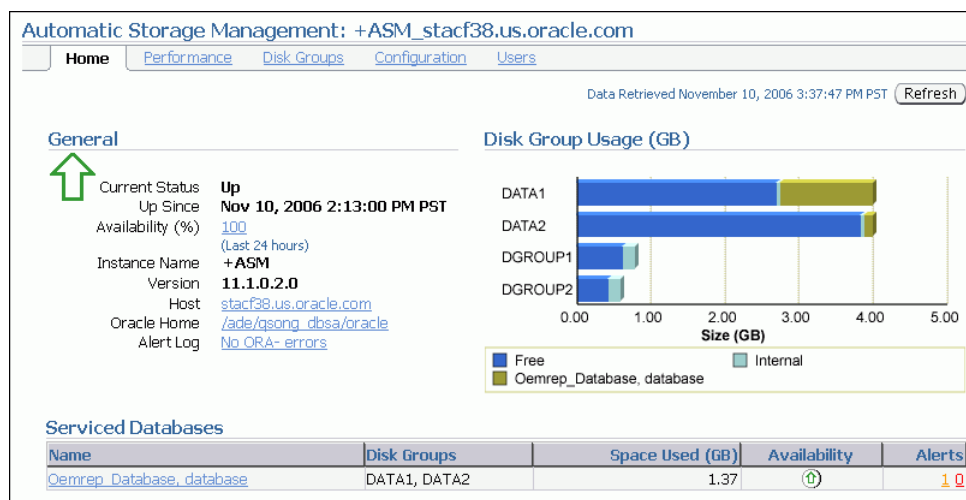 Automatic Storage Management: +ASM_stacf38.us.oracle.com
Home Performance Disk Groups Configuration Users
Data Retrieved November 10, 2006 3:37:47 PM PST Refresh
General
Current Status Up
Up Since Nov 10, 2006 2:13:00 PM PST
Availability (%) 100
(Last 24 hours)
Instance Name +ASM
Version 11.1.0.2.0
Host stacf38.us.oracle.com
Oracle Home /ade/qsong_dbsa/oracle
Alert Log No ORA- errors
Disk Group Usage (GB)
DATA1
DATA2
DGROUP1
DGROUP2
0.00 1.00 2.00 3.00 4.00 5.00
Size (GB)
Free Internal
Oemrep_Database, database
Serviced Databases
Name Disk Groups Space Used (GB) Availability Alerts
Oemrep_Database, database DATA1, DATA2 1.37 1 0